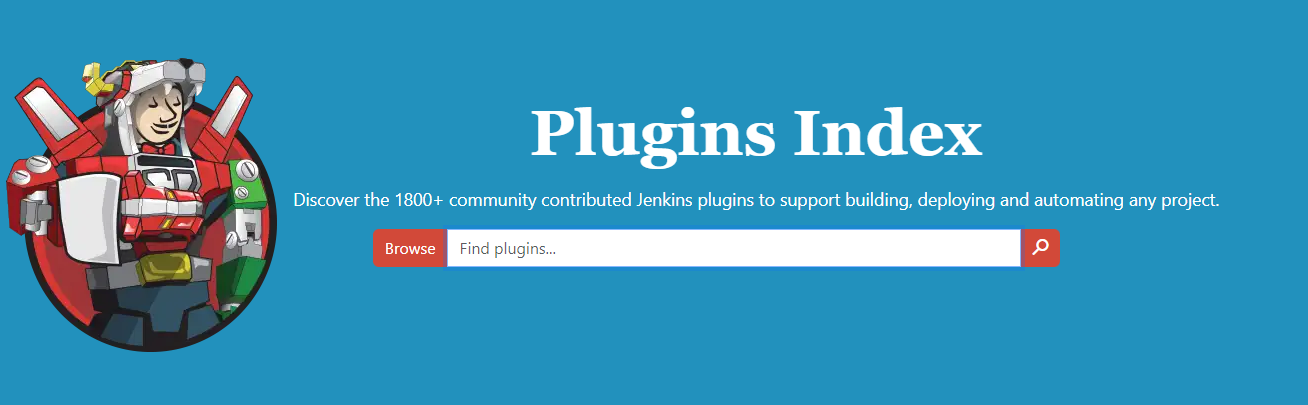 Plugins Index
Discover the 1800+ community contributed Jenkins plugins to support building, deploying and automating any project.
Browse Find plugins...